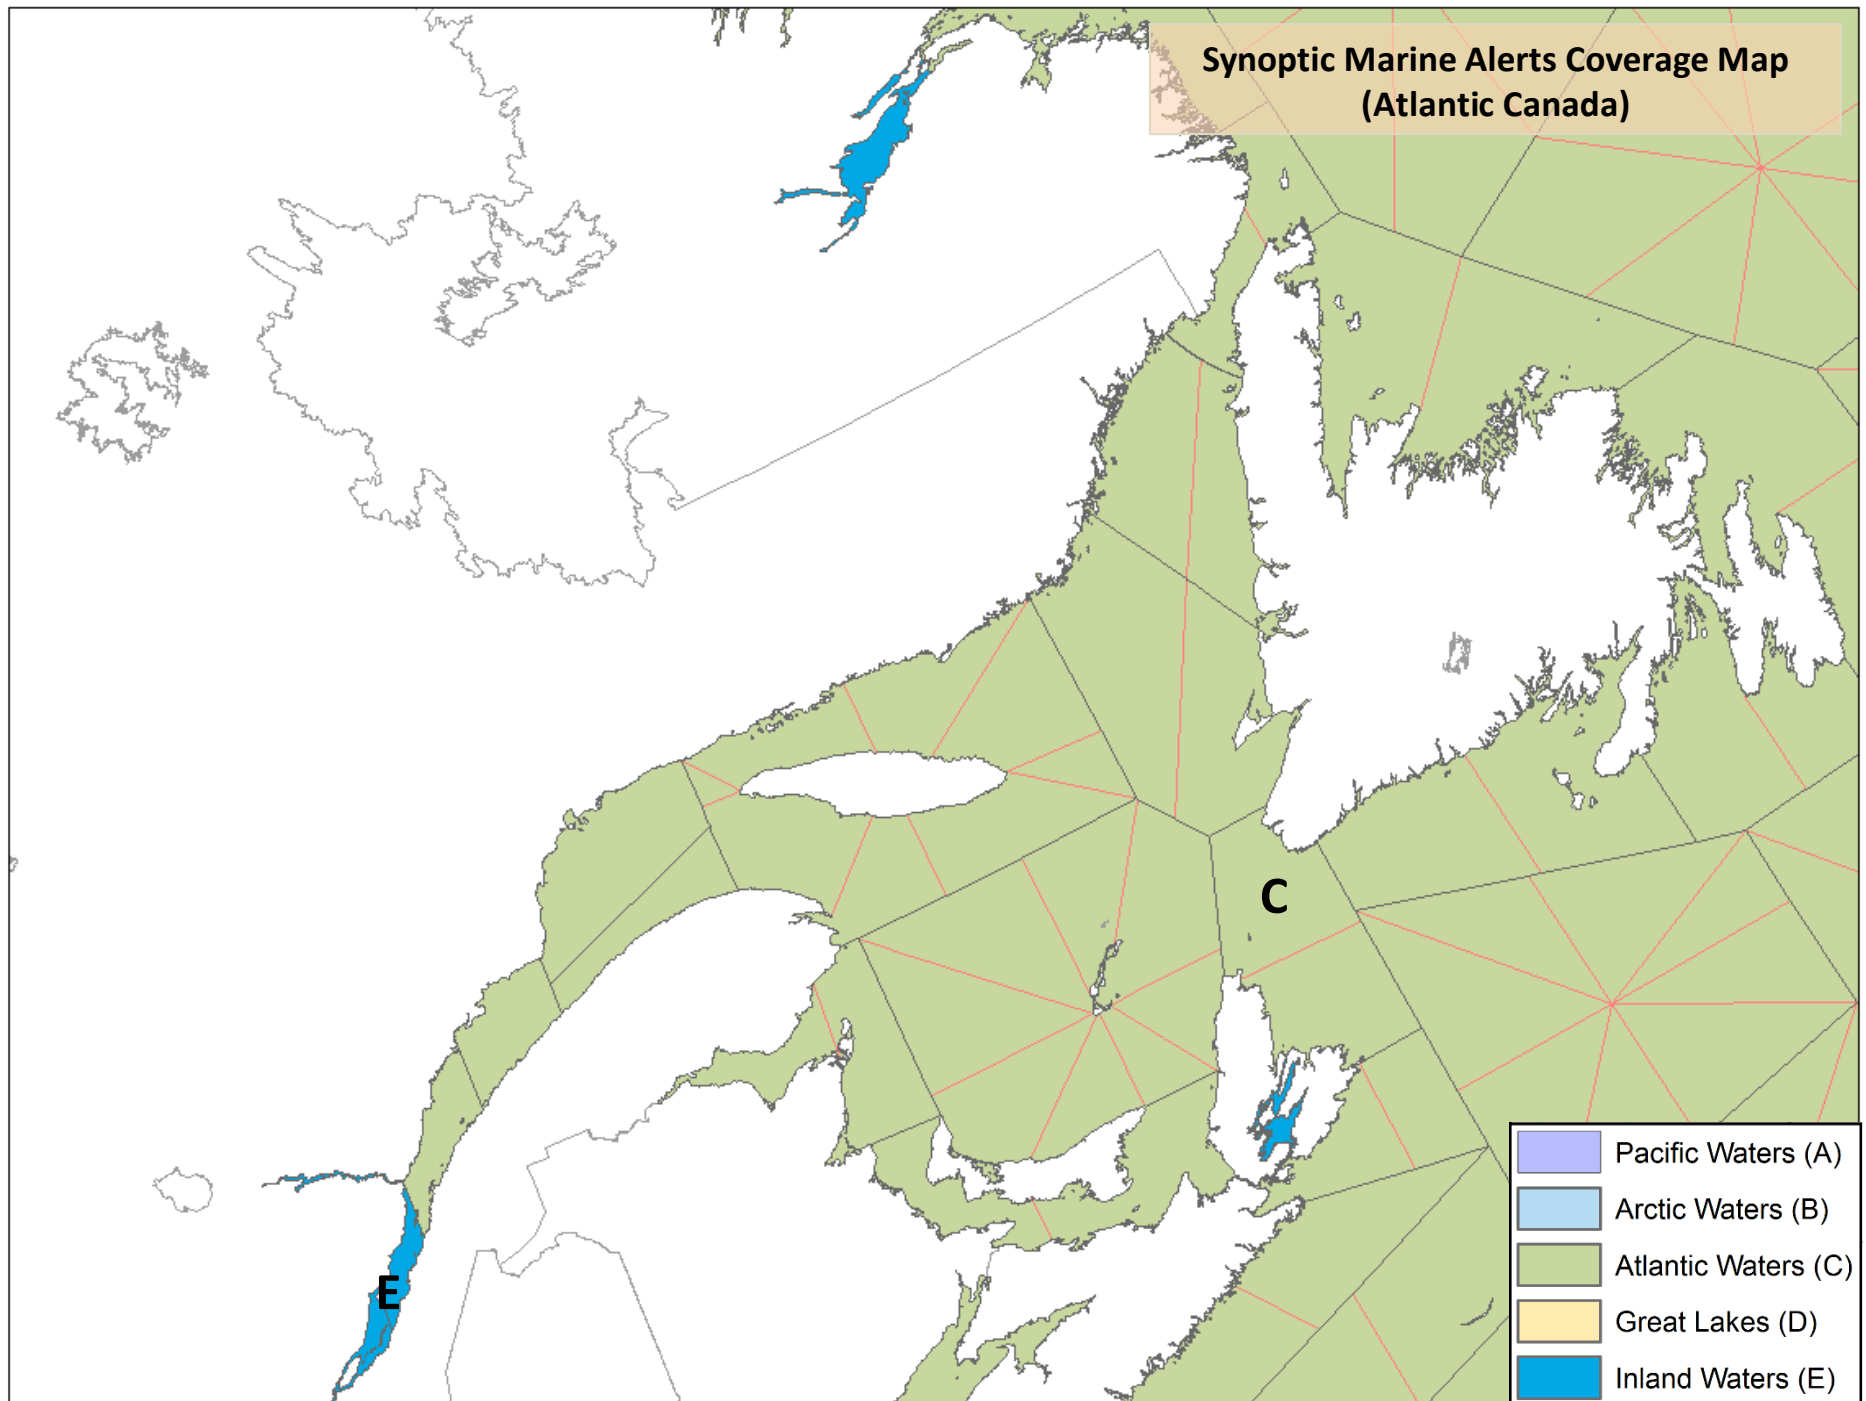 Synoptic Marine Alerts Coverage Map
(Atlantic Canada)
C
E
Pacific Waters (A)
Arctic Waters (B)
Atlantic Waters (C)
Great Lakes (D)
Inland Waters (E)